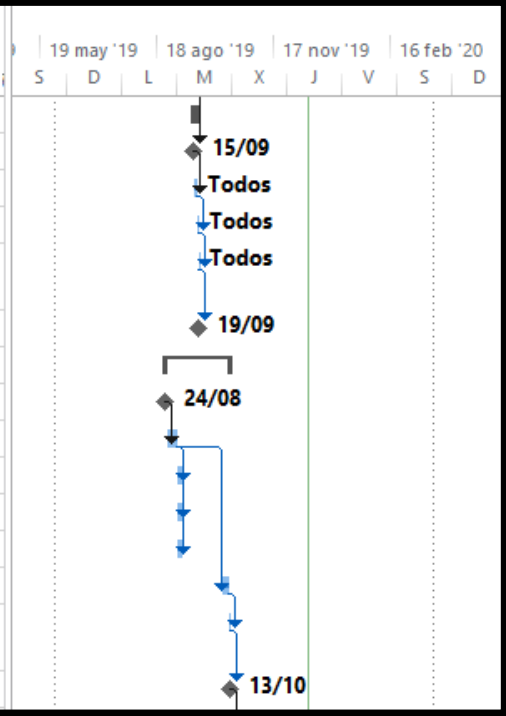 19 may '19 18 ago '19 17 nov '19 16 feb '20
S D L M X J V S D
15/09
Todos
Todos
Todos
19/09
24/08
13/10